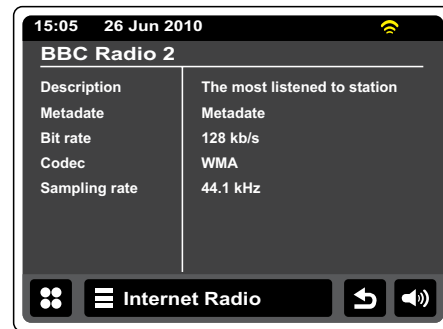 15:05 26 Jun 2010
BBC Radio 2
Description The most listened to station
Metadate Metadate
Bit rate 128 kb/s
Codec WMA
Sampling rate 44.1 kHz
Internet Radio